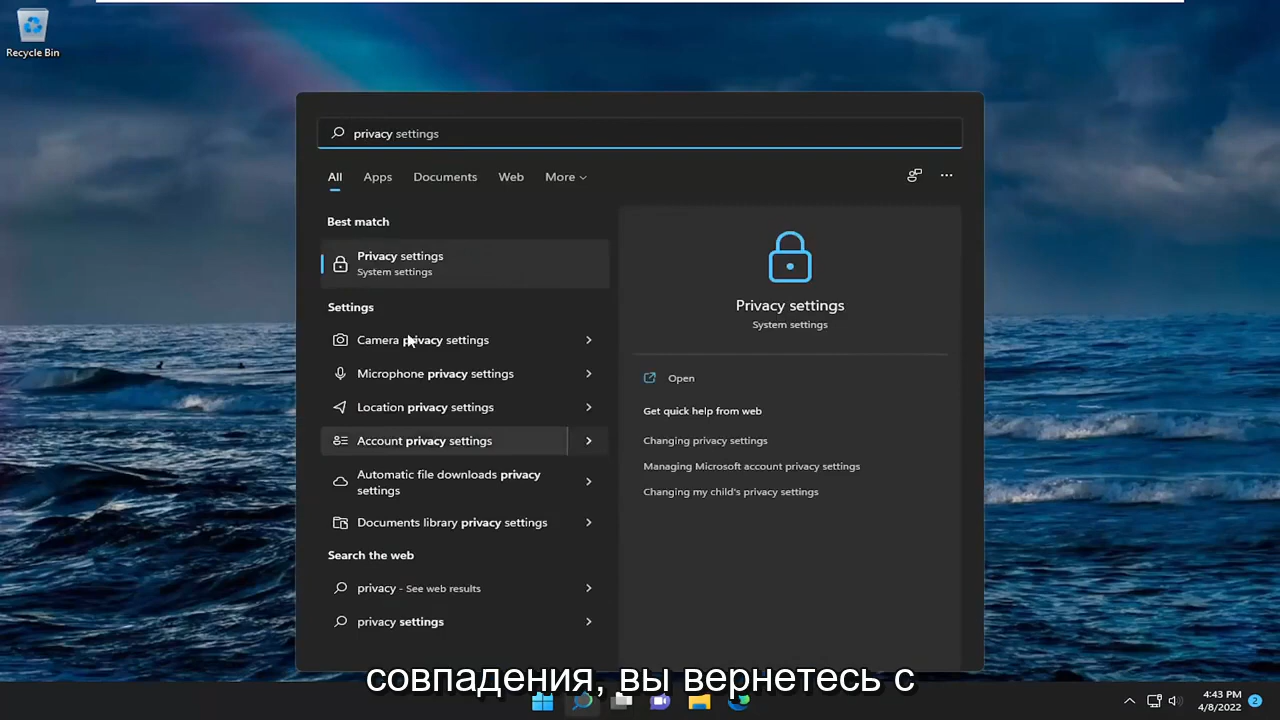 Recycle Bin
privacy settings
All Apps Documents Web More
Best match
Privacy settings
System settings
Settings
Camera privacy settings
Microphone privacy settings
Location privacy settings
Account privacy settings
Automatic file downloads privacy
settings
Documents library privacy settings
Search the web
privacy - See web results
privacy settings
Privacy settings
System settings
Open
Get quick help from web
Changing privacy settings
Managing Microsoft account privacy settings
Changing my child's privacy settings
совпадения, вы вернетесь с
4:43 PM
4/8/2022
2